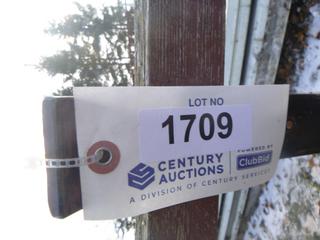 LOT NO
1709
CENTURY
AUCTIONS
POWERED BY
ClubBid
A DIVISION OF CENTURY SERVICES